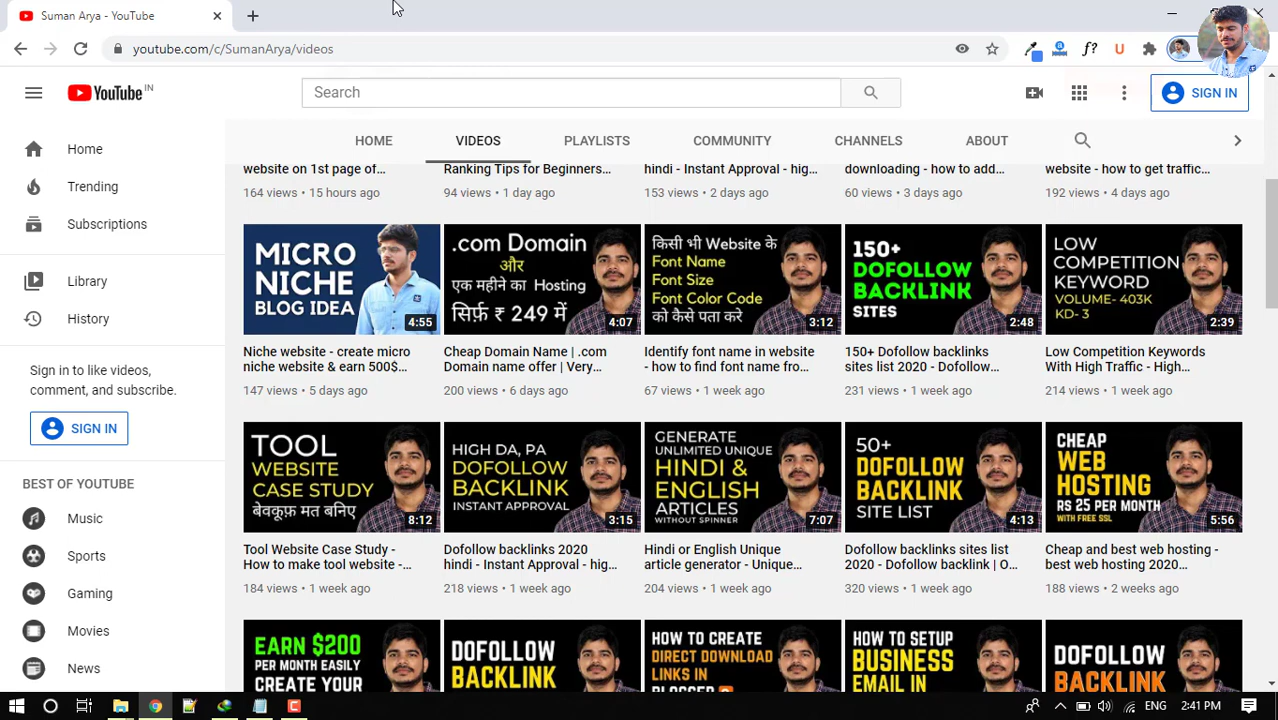 Suman Arya - YouTube
youtube.com/c/SumanArya/videos
YouTube IN
Search
SIGN IN
HOME VIDEOS PLAYLISTS COMMUNITY CHANNELS ABOUT
Home
Trending
Subscriptions
Library
History
Sign in to like videos,
comment, and subscribe.
SIGN IN
BEST OF YOUTUBE
Music
Sports
Gaming
Movies
News
website on 1st page of...
164 views • 15 hours ago
Ranking Tips for Beginners...
94 views • 1 day ago
hindi - Instant Approval - hig...
153 views • 2 days ago
downloading - how to add...
60 views • 3 days ago
website - how to get traffic...
192 views • 4 days ago
MICRO
NICHE
BLOG IDEA
4:55
Niche website - create micro
niche website & earn 500$...
147 views • 5 days ago
.com Domain
और
एक महीने का Hosting
सिर्फ़ ₹ 249 में
4:07
Cheap Domain Name | .com
Domain name offer | Very...
200 views • 6 days ago
किसी भी Website के
Font Name
Font Size
Font Color Code
को कैसे पता करे
3:12
Identify font name in website
- how to find font name fro...
67 views • 1 week ago
150+
DOFOLLOW
BACKLINK
SITES
2:48
150+ Dofollow backlinks
sites list 2020 - Dofollow...
231 views • 1 week ago
LOW
COMPETITION
KEYWORD
VOLUME- 403K
KD- 3
2:39
Low Competition Keywords
With High Traffic - High...
214 views • 1 week ago
TOOL
WEBSITE
CASE STUDY
बेवकूफ़ मत बनिए
8:12
Tool Website Case Study -
How to make tool website -...
184 views • 1 week ago
HIGH DA, PA
DOFOLLOW
BACKLINK
INSTANT APPROVAL
3:15
Dofollow backlinks 2020
hindi - Instant Approval - hig...
218 views • 1 week ago
GENERATE
UNLIMITED UNIQUE
HINDI &
ENGLISH
ARTICLES
WITHOUT SPINNER
7:07
Hindi or English Unique
article generator - Unique...
204 views • 1 week ago
50+
DOFOLLOW
BACKLINK
SITE LIST
4:13
Dofollow backlinks sites list
2020 - Dofollow backlink | O...
320 views • 1 week ago
CHEAP
WEB
HOSTING
RS 25 PER MONTH
WITH FREE SSL
5:56
Cheap and best web hosting -
best web hosting 2020...
188 views • 2 weeks ago
EARN $200
PER MONTH EASILY
CREATE YOUR
DOFOLLOW
BACKLINK
HOW TO CREATE
DIRECT DOWNLOAD
LINKS IN
BLOGGER
HOW TO SETUP
BUSINESS
EMAIL IN
DOFOLLOW
BACKLINK
ENG 2:41 PM